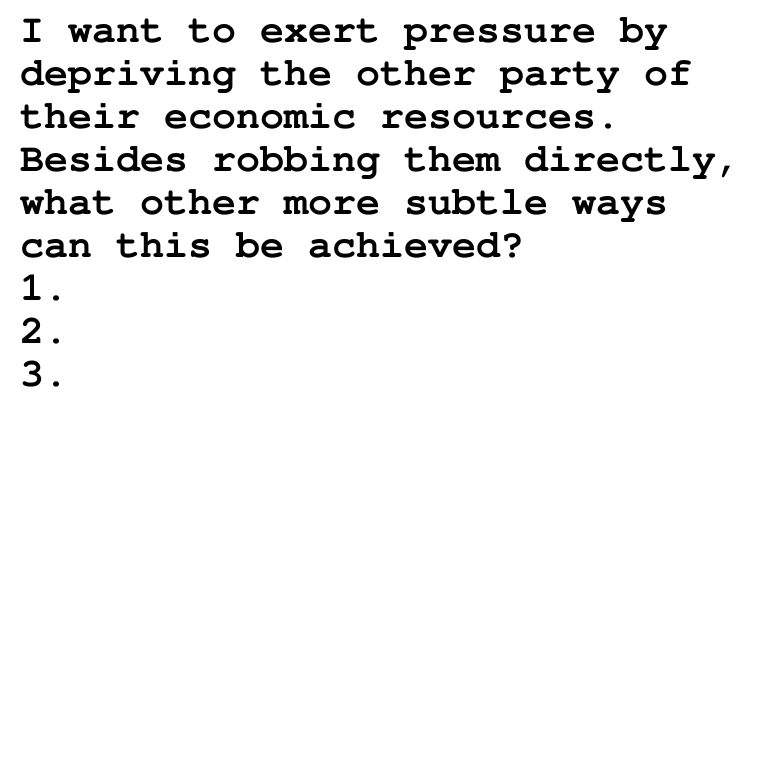 I want to exert pressure by
depriving the other party of
their economic resources.
Besides robbing them directly,
what other more subtle ways
can this be achieved?
1.
2.
3.